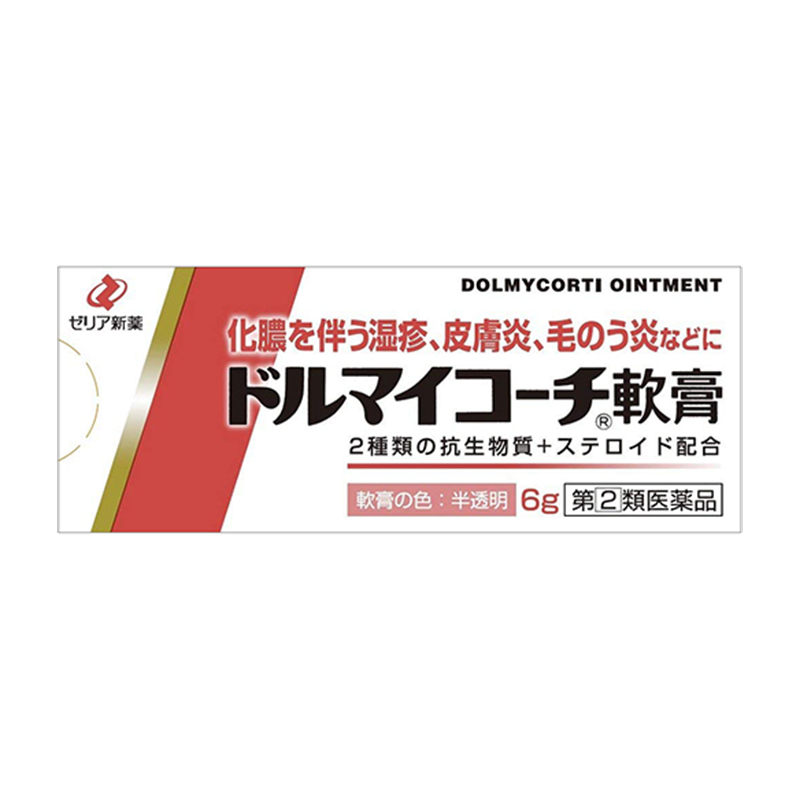 ゼリア新薬
DOLMYCORTI OINTMENT
化膿を伴う湿疹、皮膚炎、毛のう炎などに
ドルマイコーチ®軟膏
2種類の抗生物質+ステロイド配合
軟膏の色:半透明 6g 第②類医薬品